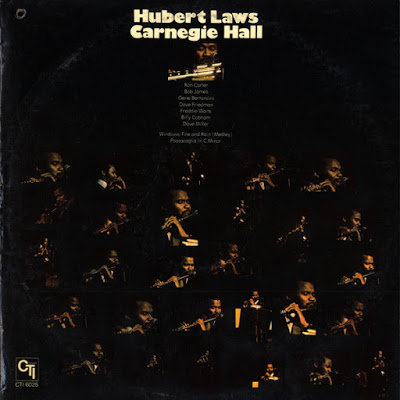 Hubert Laws
Carnegie Hall
Ron Carter
Bob James
Gene Bertoncini
Dave Friedman
Freddie Waits
Billy Cobham
Dave Miller
Windows/Fire and Rain (Medley)
Passacaglia in C Minor
CTI
CTI 6025